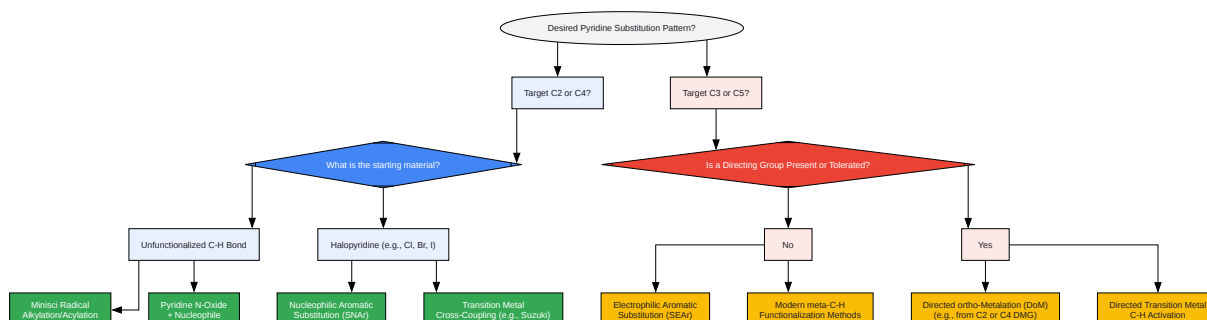 Desired Pyridine Substitution Pattern?
Target C2 or C4?
Target C3 or C5?
What is the starting material?
Is a Directing Group Present or Tolerated?
Unfunctionalized C-H Bond
Halopyridine (e.g., Cl, Br, I)
No
Yes
Minisci Radical
Alkylation/Acylation
Pyridine N-Oxide
+ Nucleophile
Nucleophilic Aromatic
Substitution (SNAr)
Transition Metal
Cross-Coupling (e.g., Suzuki)
Electrophilic Aromatic
Substitution (SEAr)
Modern meta-C-H
Functionalization Methods
Directed ortho-Metalation (DoM)
(e.g., from C2 or C4 DMG)
Directed Transition Metal
C-H Activation